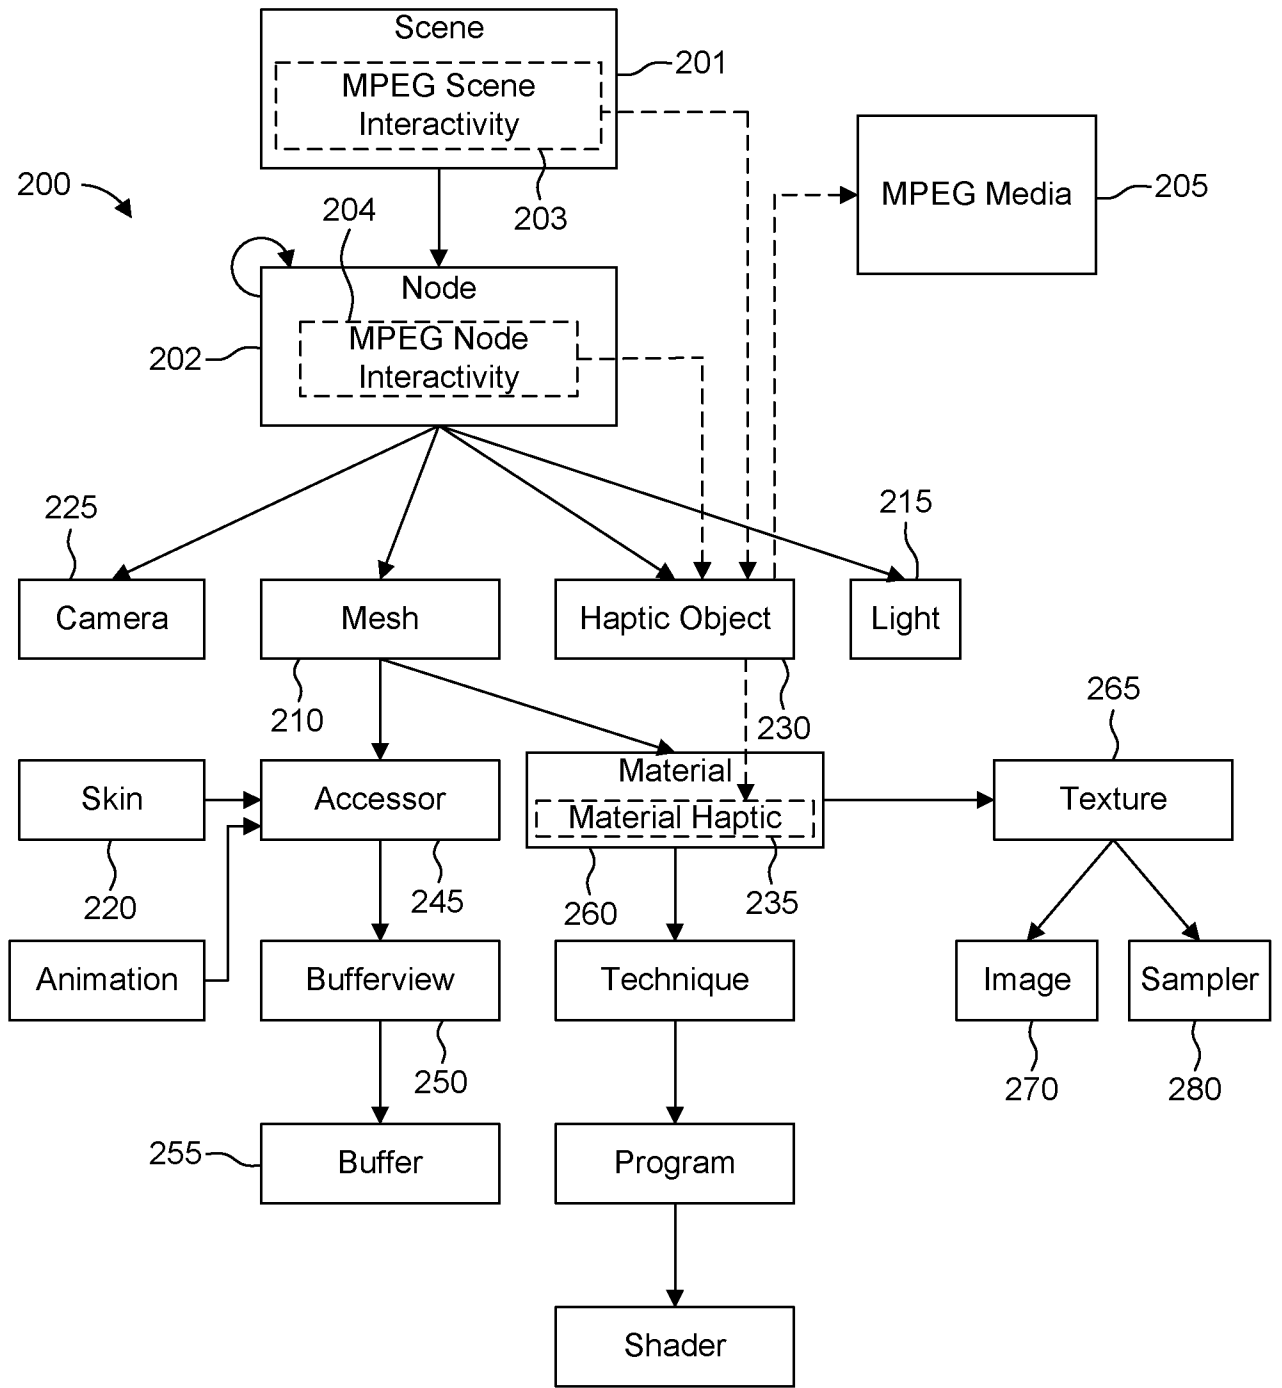 Scene
201
MPEG Scene
Interactivity
203
200
MPEG Media
205
204
Node
202
MPEG Node
Interactivity
225
215
Camera
Mesh
Haptic Object
Light
210
230
265
Skin
Accessor
Material
Material Haptic
Texture
220
245
260
235
Animation
Bufferview
Technique
Image
Sampler
250
270
280
255
Buffer
Program
Shader